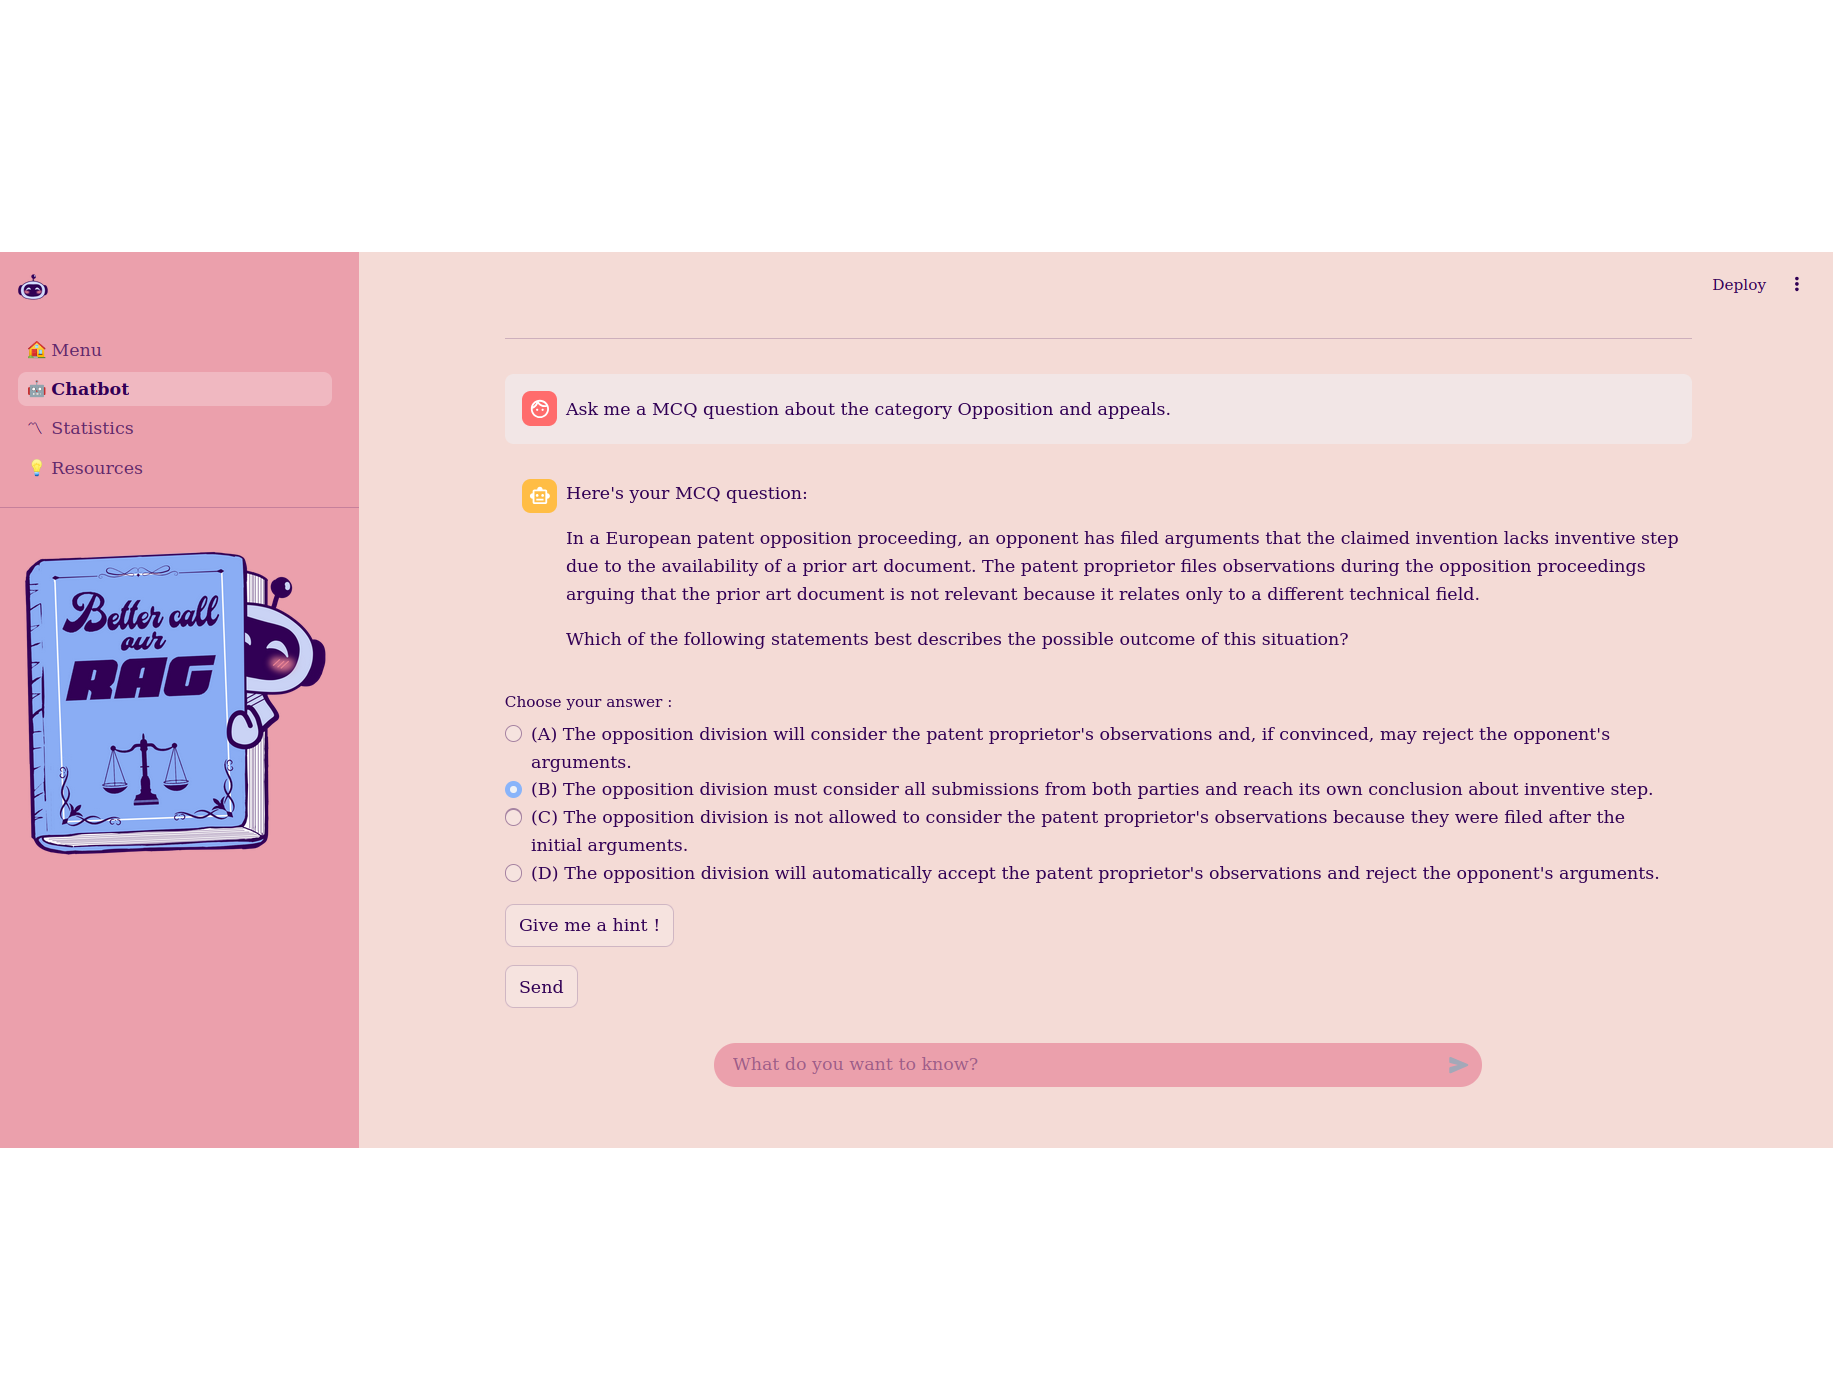 Deploy
Menu
Chatbot
Statistics
Resources
Better call
our
RAG
Ask me a MCQ question about the category Opposition and appeals.
Here's your MCQ question:
In a European patent opposition proceeding, an opponent has filed arguments that the claimed invention lacks inventive step
due to the availability of a prior art document. The patent proprietor files observations during the opposition proceedings
arguing that the prior art document is not relevant because it relates only to a different technical field.
Which of the following statements best describes the possible outcome of this situation?
Choose your answer :
(A) The opposition division will consider the patent proprietor's observations and, if convinced, may reject the opponent's
arguments.
(B) The opposition division must consider all submissions from both parties and reach its own conclusion about inventive step.
(C) The opposition division is not allowed to consider the patent proprietor's observations because they were filed after the
initial arguments.
(D) The opposition division will automatically accept the patent proprietor's observations and reject the opponent's arguments.
Give me a hint !
Send
What do you want to know?